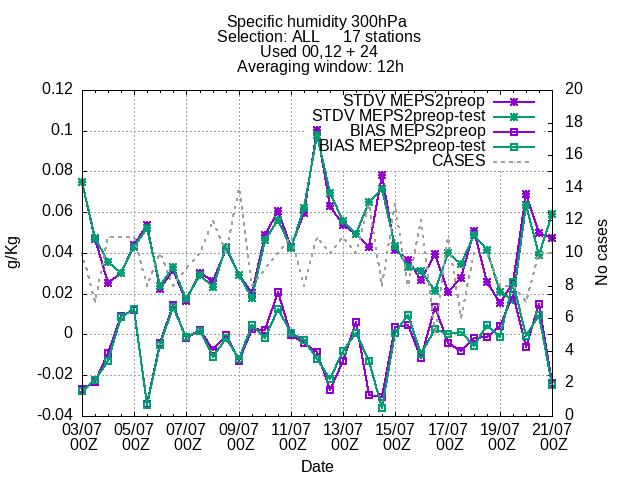 Specific humidity 300hPa
Selection: ALL 17 stations
Used 00,12 + 24
Averaging window: 12h
0.12
0.1
0.08
0.06
0.04
0.02
0
-0.02
-0.04
g/Kg
STDV MEPS2preop
STDV MEPS2preop-test
BIAS MEPS2preop
BIAS MEPS2preop-test
CASES
20
18
16
14
12
10
8
6
4
2
0
No cases
03/07 05/07 07/07 09/07 11/07 13/07 15/07 17/07 19/07 21/07
00Z 00Z 00Z 00Z 00Z 00Z 00Z 00Z 00Z 00Z
Date